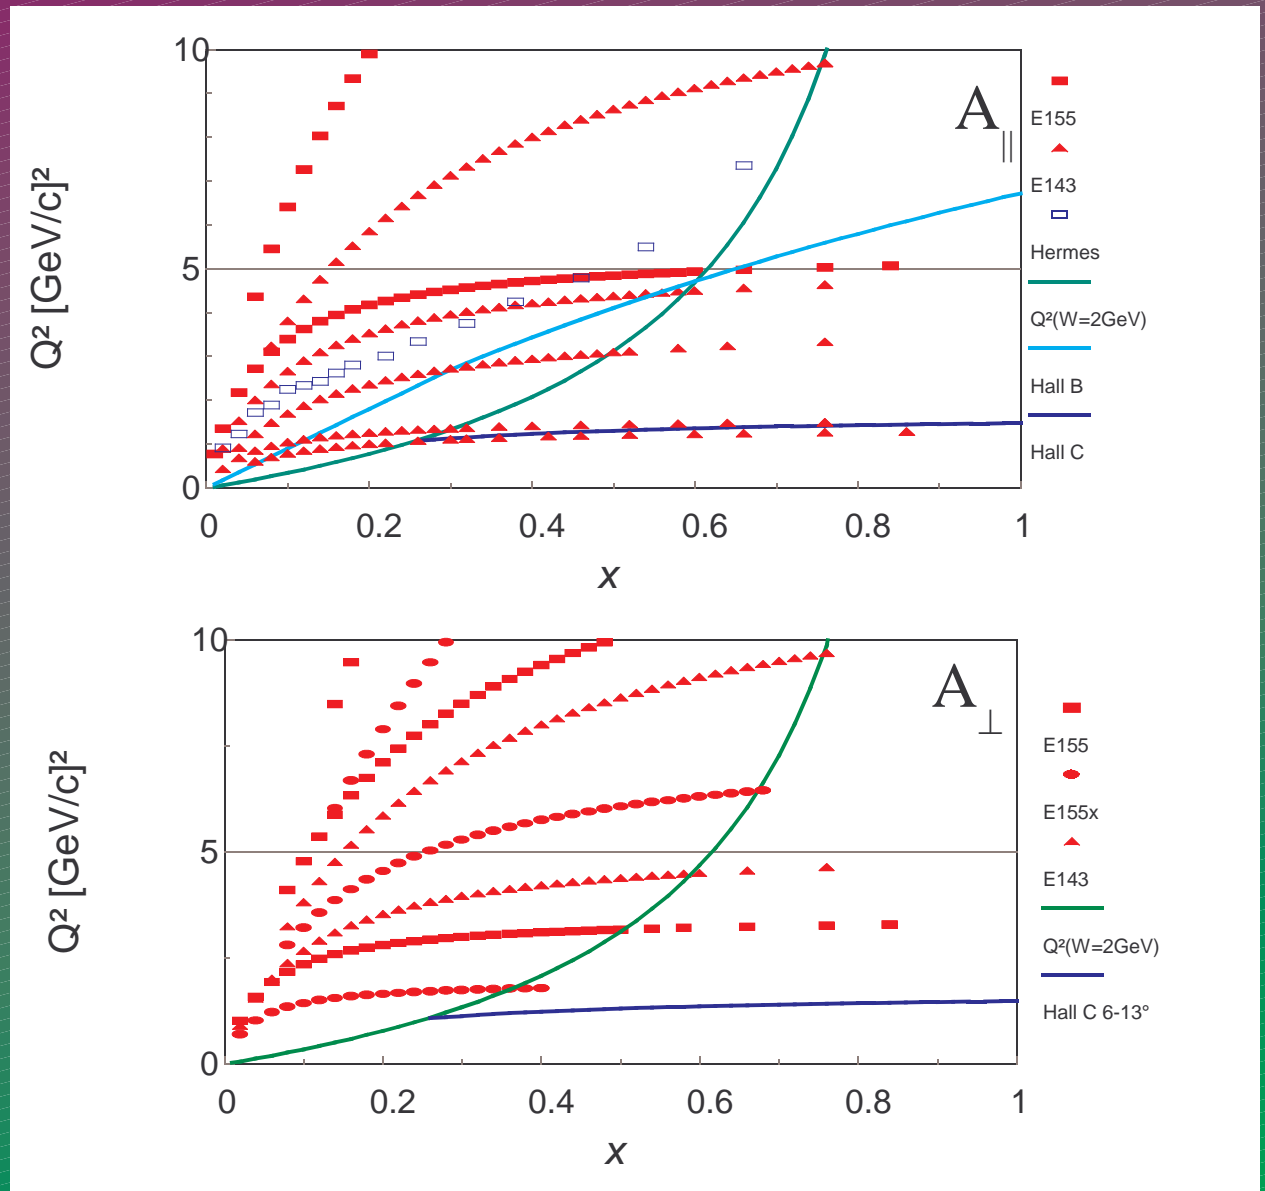 10
5
0
Q² [GeV/c]²
0
0.2
0.4
0.6
0.8
1
x
A||
E155
E143
Hermes
Q²(W=2GeV)
Hall B
Hall C
10
5
0
Q² [GeV/c]²
0
0.2
0.4
0.6
0.8
1
x
A⊥
E155
E155x
E143
Q²(W=2GeV)
Hall C 6-13°